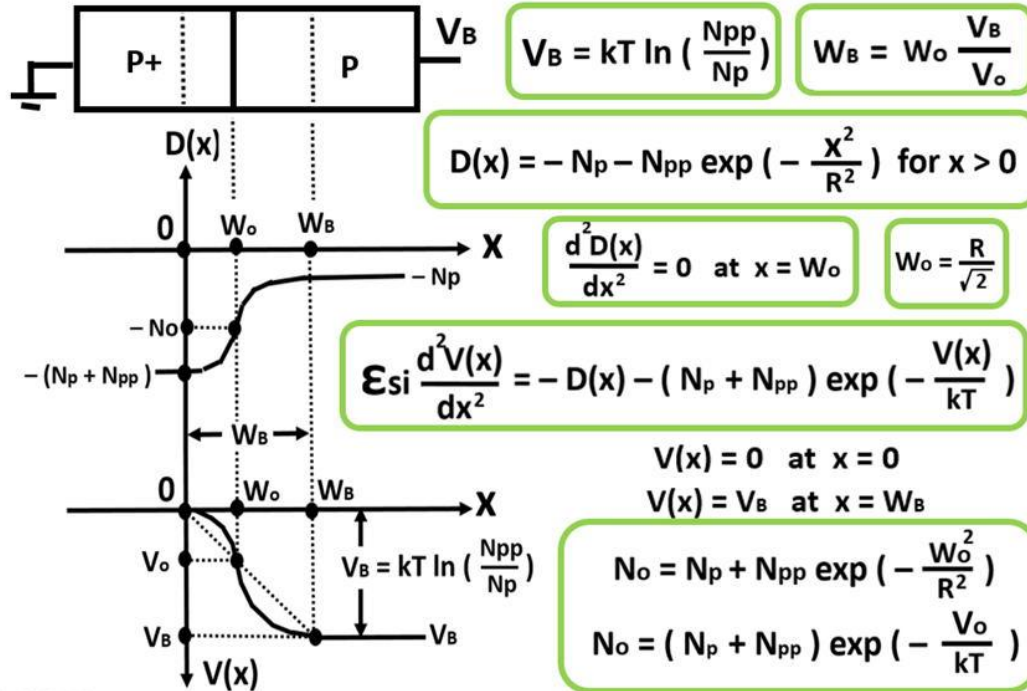 P+ P VB
VB = kT ln ( Npp / Np )
WB = Wo VB / Vo
D(x)
D(x) = – Np – Npp exp ( – x² / R² ) for x > 0
0 Wo WB X
d²D(x) / dx² = 0 at x = Wo
Wo = R / √2
– Np
– No
– (Np + Npp)
εsi d²V(x) / dx² = – D(x) – ( Np + Npp ) exp ( – V(x) / kT )
WB
V(x) = 0 at x = 0
0 Wo WB X
V(x) = VB at x = WB
Vo
VB = kT ln ( Npp / Np )
No = Np + Npp exp ( – Wo² / R² )
VB VB
No = ( Np + Npp ) exp ( – Vo / kT )
V(x)